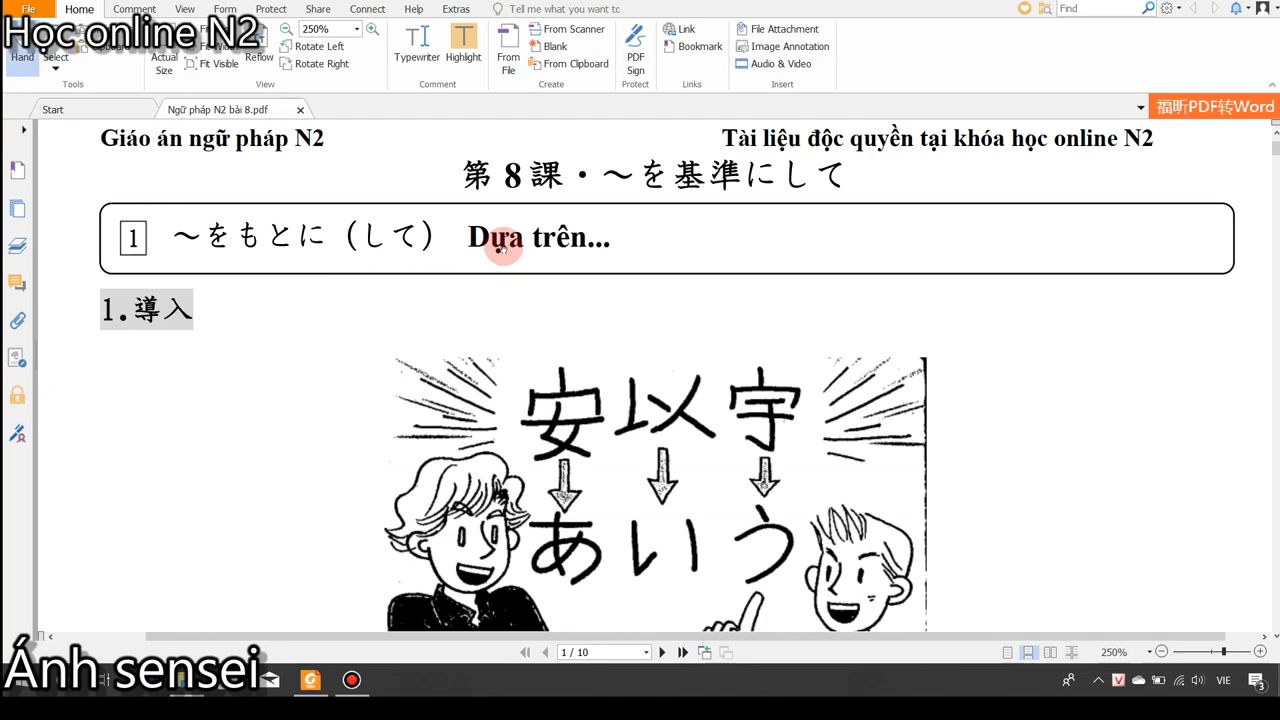 File Home Comment View Form Protect Share Connect Help Extras Tell me what you want to Find
Học online N2
Hand Select
Actual Size
Reflow
Fit Visible
250%
Rotate Left
Rotate Right
Typewriter Highlight
From File
From Scanner
Blank
From Clipboard
PDF Sign
Link
Bookmark
File Attachment
Image Annotation
Audio & Video
Tools View Comment Create Protect Links Insert
Start Ngữ pháp N2 bài 8.pdf 福昕PDF转Word
Giáo án ngữ pháp N2 Tài liệu độc quyền tại khóa học online N2
第8課・～を基準にして
1 ～をもとに（して） Dựa trên...
1.導入
安 以 宇
あ い う
1 / 10 250%
Ánh sensei
VIE
3